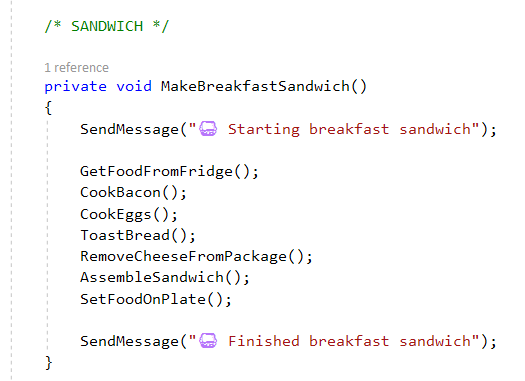 /* SANDWICH */
1 reference
private void MakeBreakfastSandwich()
{
SendMessage("🥪 Starting breakfast sandwich");
GetFoodFromFridge();
CookBacon();
CookEggs();
ToastBread();
RemoveCheeseFromPackage();
AssembleSandwich();
SetFoodOnPlate();
SendMessage("🥪 Finished breakfast sandwich");
}